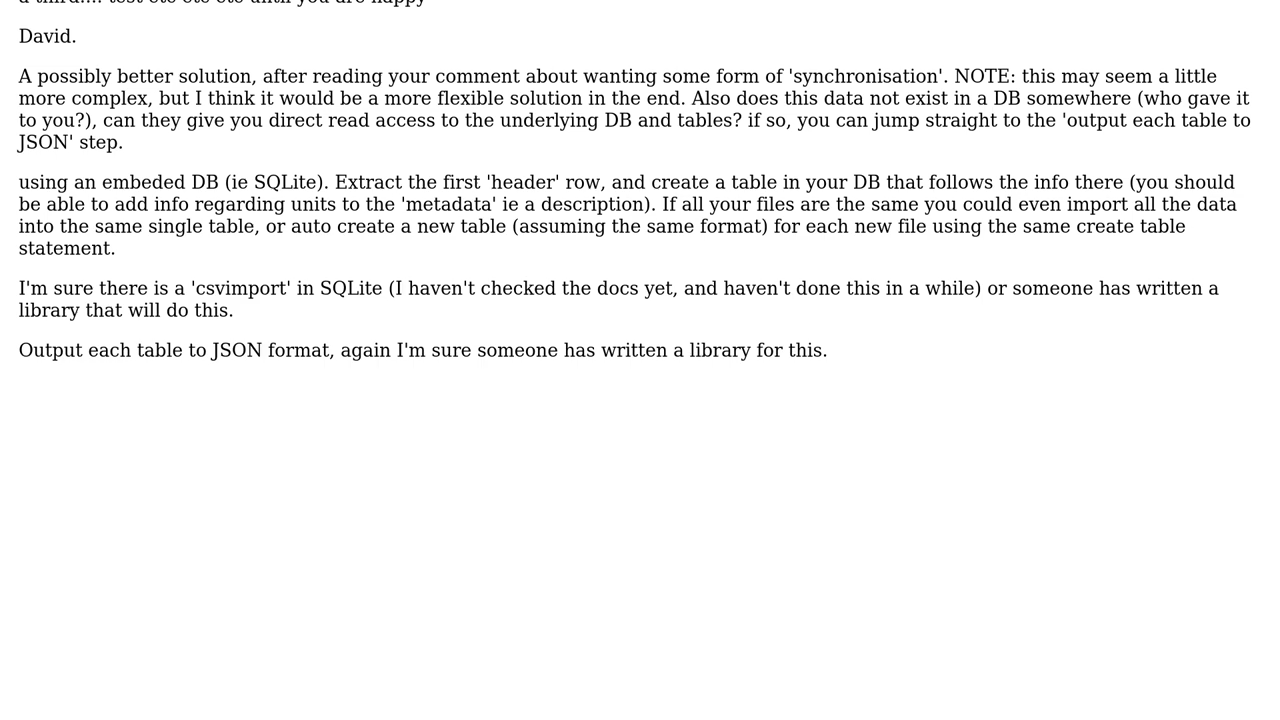 a third.... test etc etc etc until you are happy
David.
A possibly better solution, after reading your comment about wanting some form of 'synchronisation'. NOTE: this may seem a little
more complex, but I think it would be a more flexible solution in the end. Also does this data not exist in a DB somewhere (who gave it
to you?), can they give you direct read access to the underlying DB and tables? if so, you can jump straight to the 'output each table to
JSON' step.
using an embeded DB (ie SQLite). Extract the first 'header' row, and create a table in your DB that follows the info there (you should
be able to add info regarding units to the 'metadata' ie a description). If all your files are the same you could even import all the data
into the same single table, or auto create a new table (assuming the same format) for each new file using the same create table
statement.
I'm sure there is a 'csvimport' in SQLite (I haven't checked the docs yet, and haven't done this in a while) or someone has written a
library that will do this.
Output each table to JSON format, again I'm sure someone has written a library for this.